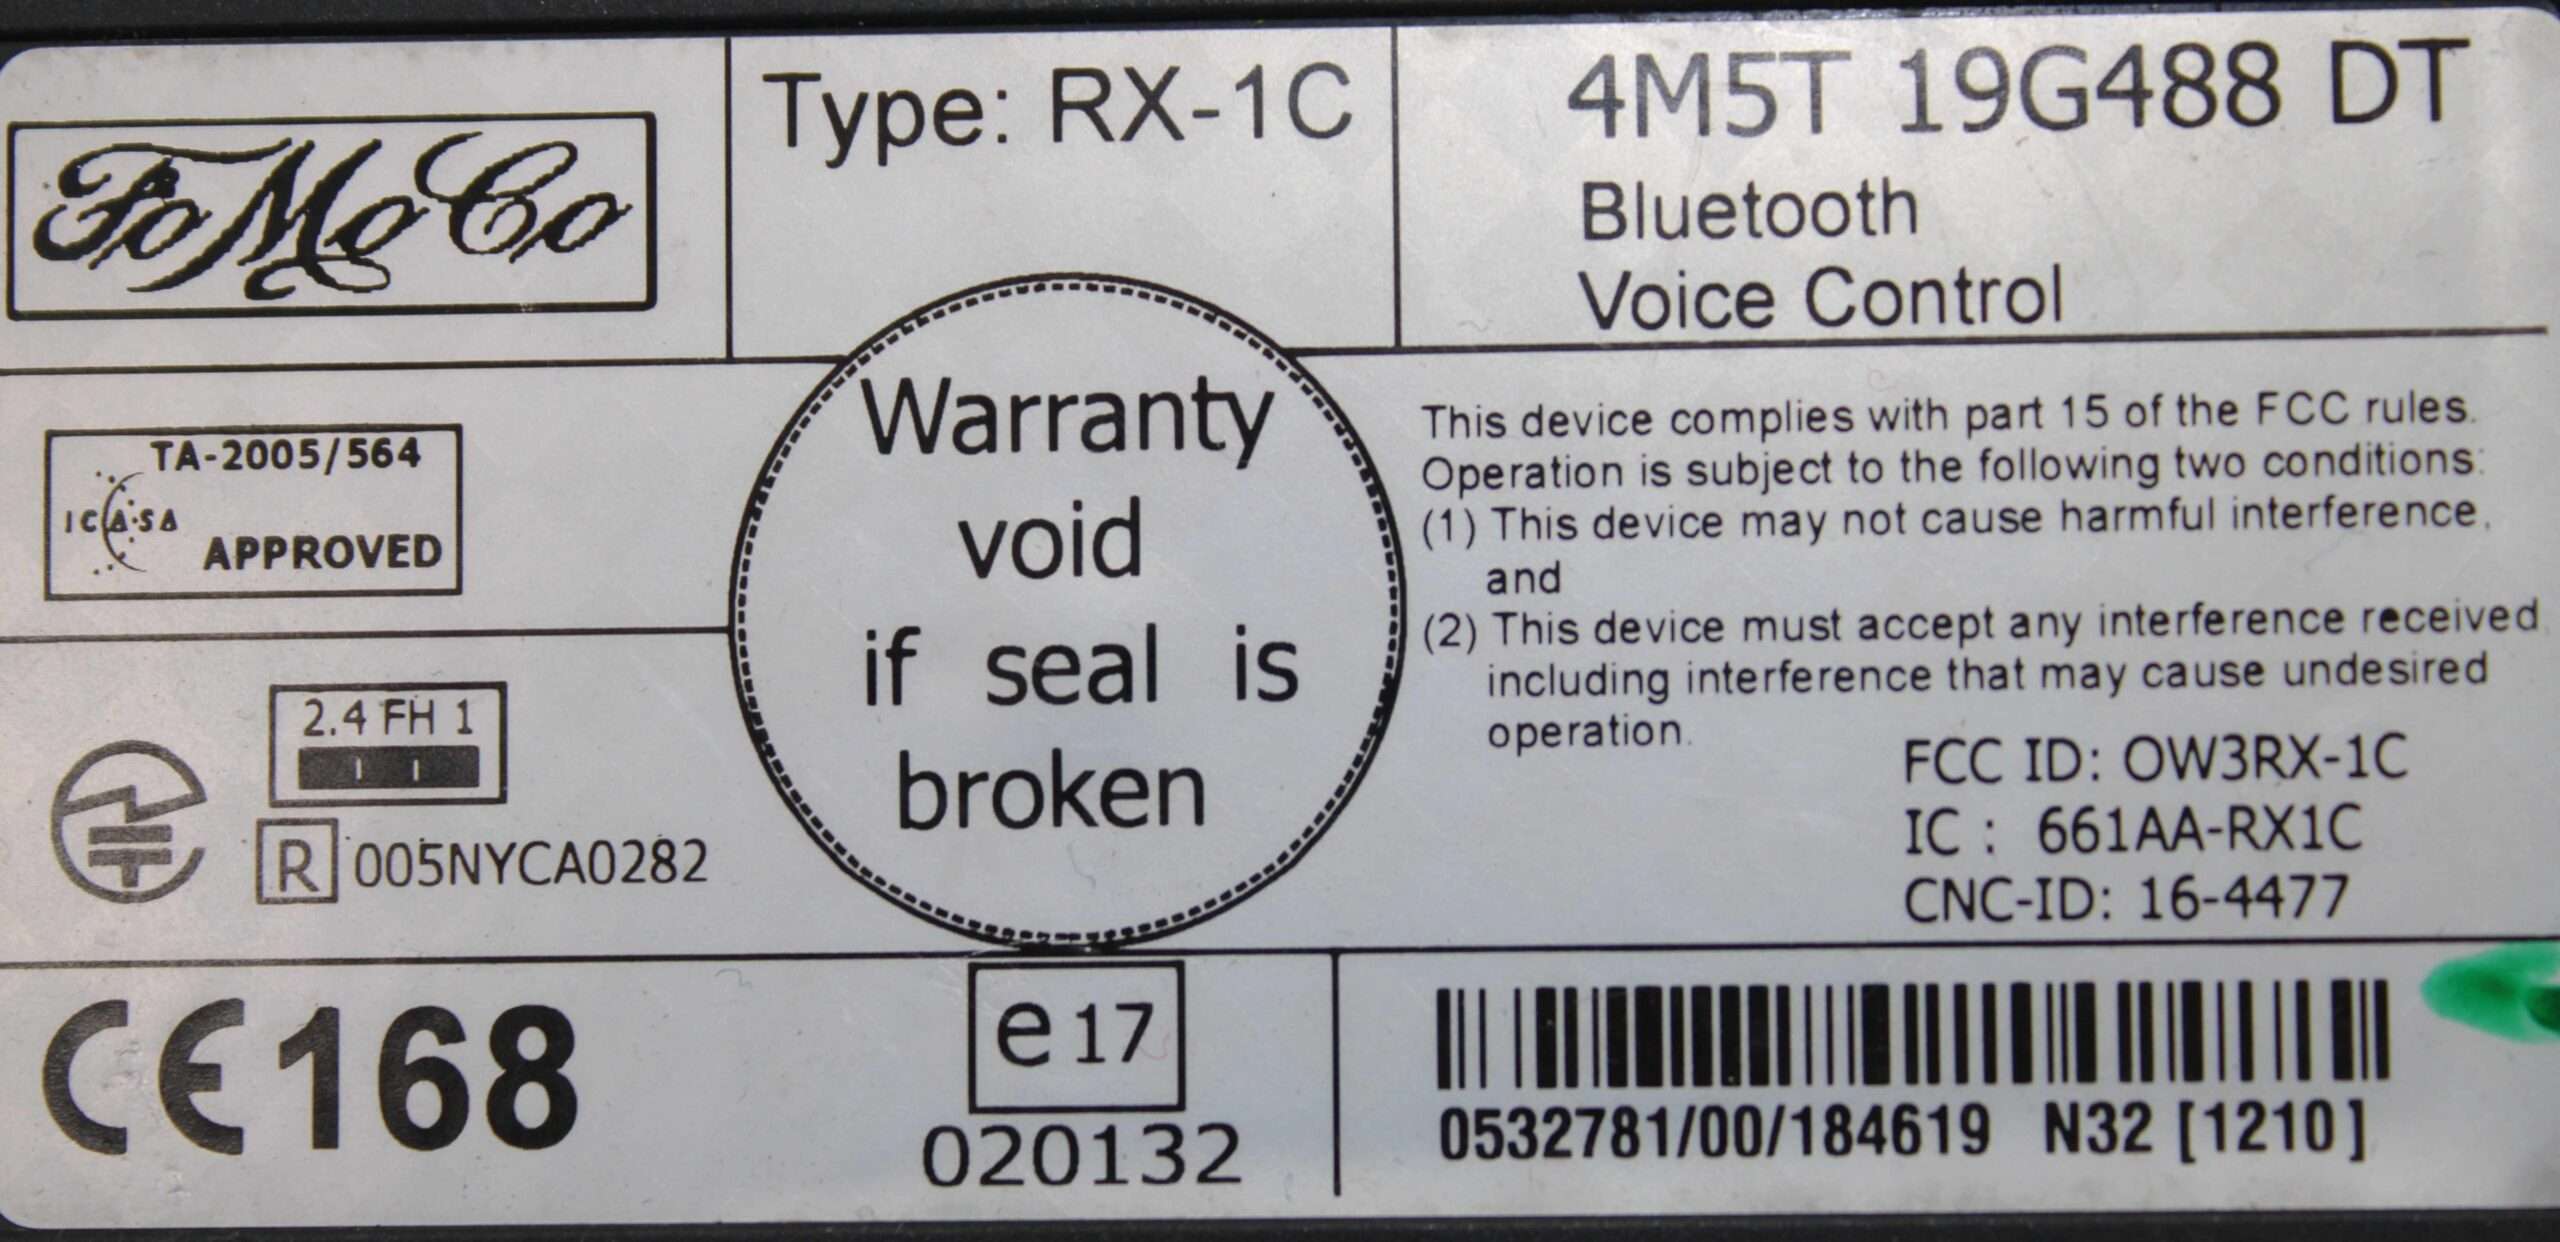 FoMoCo
Type: RX-1C
4M5T 19G488 DT
Bluetooth
Voice Control
TA-2005/564
ICASA
APPROVED
Warranty
void
if seal is
broken
This device complies with part 15 of the FCC rules.
Operation is subject to the following two conditions:
(1) This device may not cause harmful interference,
and
(2) This device must accept any interference received
including interference that may cause undesired
operation.
2.4 FH 1
R 005NYCA0282
FCC ID: OW3RX-1C
IC : 661AA-RX1C
CNC-ID: 16-4477
CE168
e17
020132
0532781/00/184619 N32 [1210]